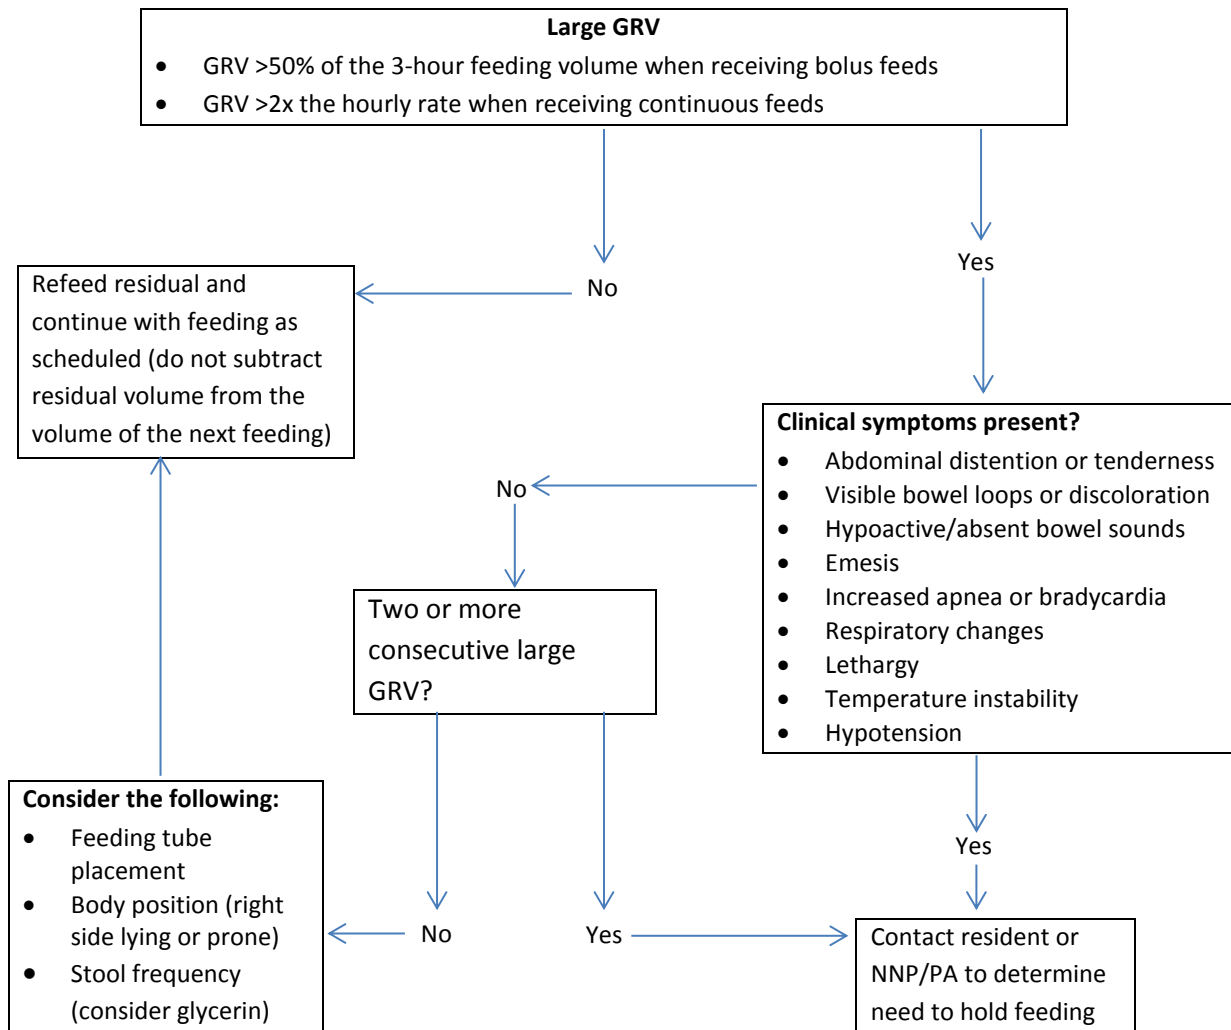 Large GRV
• GRV >50% of the 3-hour feeding volume when receiving bolus feeds
• GRV >2x the hourly rate when receiving continuous feeds
No
Yes
Refeed residual and
continue with feeding as
scheduled (do not subtract
residual volume from the
volume of the next feeding)
Clinical symptoms present?
• Abdominal distention or tenderness
• Visible bowel loops or discoloration
• Hypoactive/absent bowel sounds
• Emesis
• Increased apnea or bradycardia
• Respiratory changes
• Lethargy
• Temperature instability
• Hypotension
No
Two or more
consecutive large
GRV?
Consider the following:
• Feeding tube
placement
• Body position (right
side lying or prone)
• Stool frequency
(consider glycerin)
No
Yes
Yes
Contact resident or
NNP/PA to determine
need to hold feeding